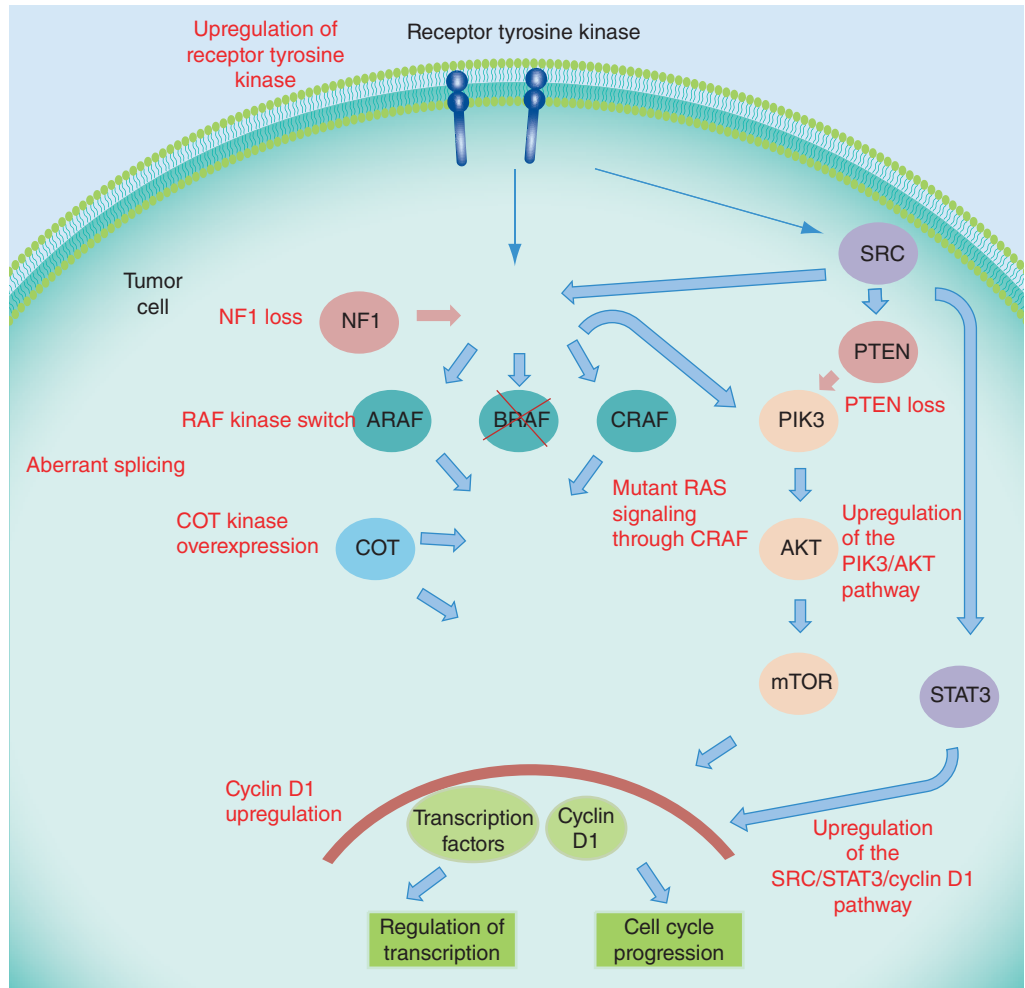 Upregulation of
receptor tyrosine
kinase
Receptor tyrosine kinase
SRC
Tumor
cell
NF1 loss
NF1
PTEN
PTEN loss
RAF kinase switch
ARAF
BRAF
CRAF
PIK3
Aberrant splicing
Mutant RAS
signaling
through CRAF
COT kinase
overexpression
COT
AKT
Upregulation
of the
PIK3/AKT
pathway
mTOR
STAT3
Cyclin D1
upregulation
Transcription
factors
Cyclin
D1
Upregulation
of the
SRC/STAT3/cyclin D1
pathway
Regulation of
transcription
Cell cycle
progression